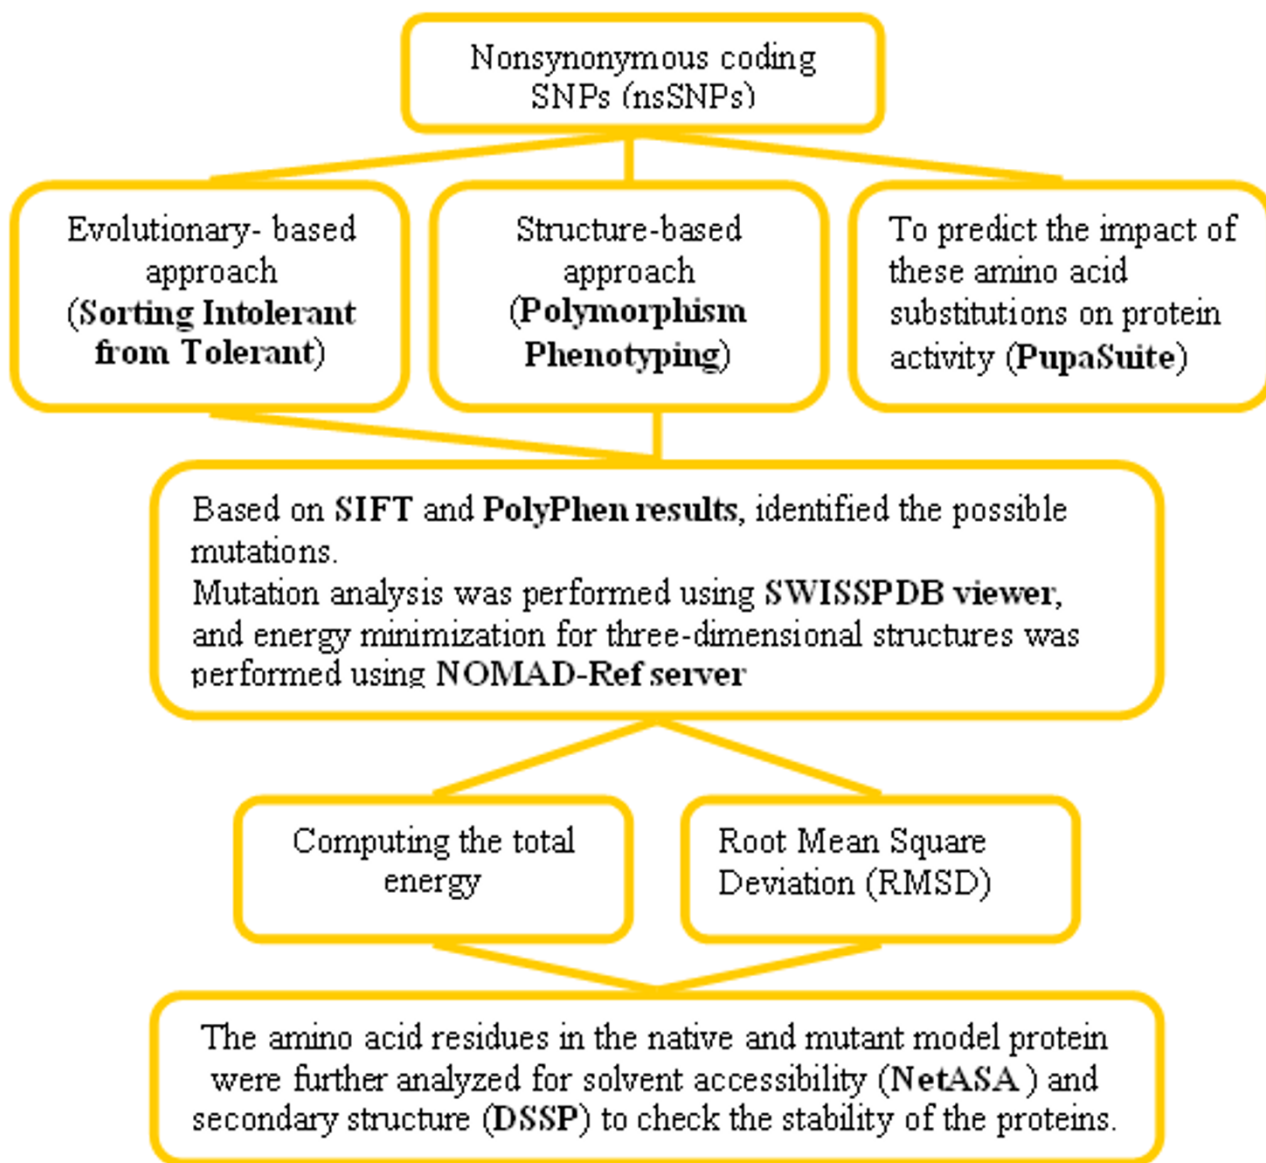 Nonsynonymous coding
SNPs (nsSNPs)
Evolutionary- based
approach
(Sorting Intolerant
from Tolerant)
Structure-based
approach
(Polymorphism
Phenotyping)
To predict the impact of
these amino acid
substitutions on protein
activity (PupaSuite)
Based on SIFT and PolyPhen results, identified the possible
mutations.
Mutation analysis was performed using SWISSPDB viewer,
and energy minimization for three-dimensional structures was
performed using NOMAD-Ref server
Computing the total
energy
Root Mean Square
Deviation (RMSD)
The amino acid residues in the native and mutant model protein
were further analyzed for solvent accessibility (NetASA ) and
secondary structure (DSSP) to check the stability of the proteins.